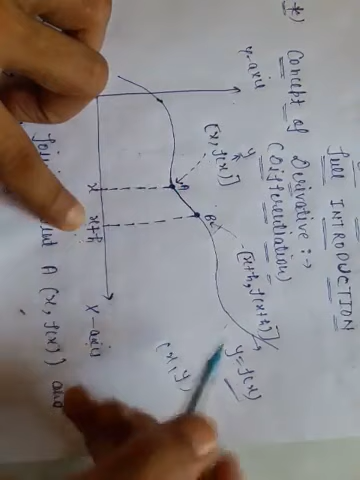 full INTRODUCTION
*) Concept of Derivative :→
(Differentiation)
Y-axis
y
[x, f(x)]
[x+h, f(x+h)]
A
B
y=f(x)
(x, y)
x
x+h
X-axis
A (x, f(x)) and